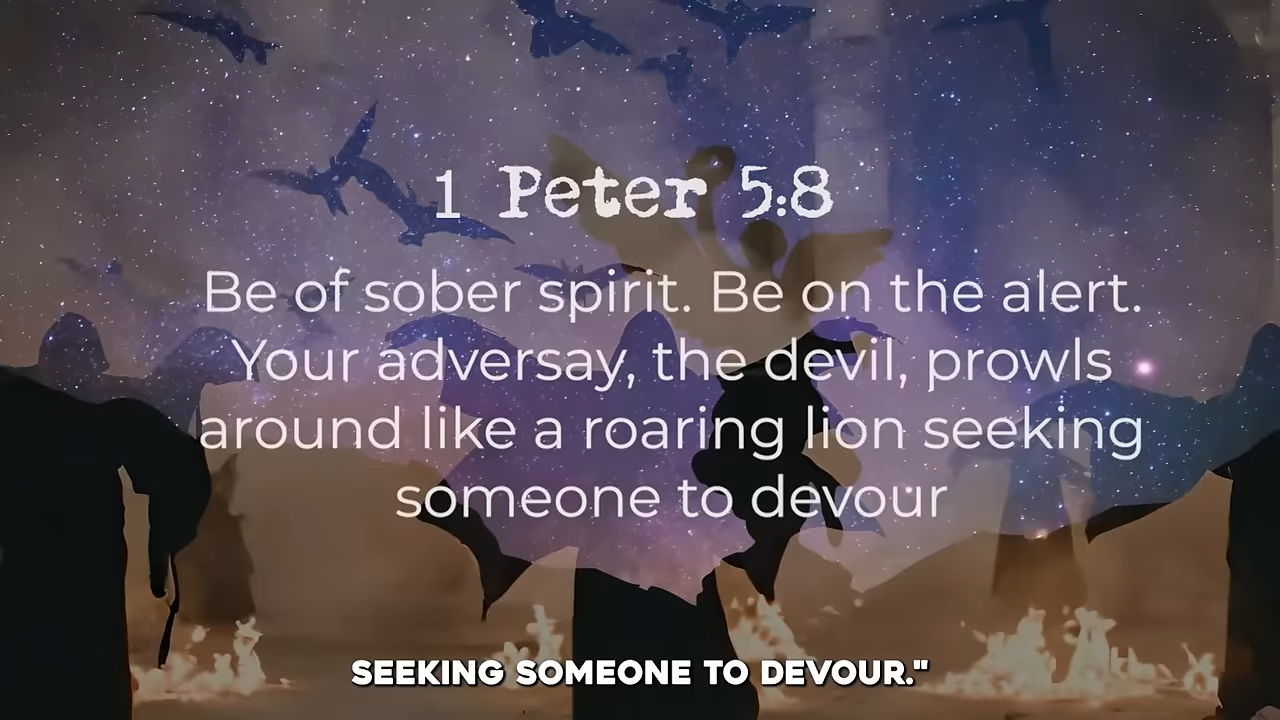 1 Peter 5:8
Be of sober spirit. Be on the alert.
Your adversay, the devil, prowls
around like a roaring lion seeking
someone to devour
SEEKING SOMEONE TO DEVOUR."